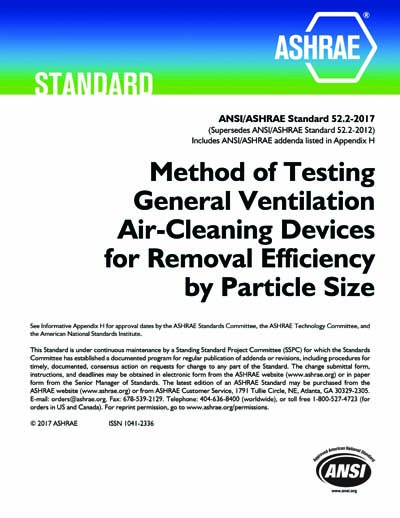 ASHRAE®
STANDARD
ANSI/ASHRAE Standard 52.2-2017
(Supersedes ANSI/ASHRAE Standard 52.2-2012)
Includes ANSI/ASHRAE addenda listed in Appendix H
Method of Testing
General Ventilation
Air-Cleaning Devices
for Removal Efficiency
by Particle Size
See Informative Appendix H for approval dates by the ASHRAE Standards Committee, the ASHRAE Technology Committee, and
the American National Standards Institute.
This Standard is under continuous maintenance by a Standing Standard Project Committee (SSPC) for which the Standards
Committee has established a documented program for regular publication of addenda or revisions, including procedures for
timely, documented, consensus action on requests for change to any part of the Standard. The change submittal form,
instructions, and deadlines may be obtained in electronic form from the ASHRAE website (www.ashrae.org) or in paper
form from the Senior Manager of Standards. The latest edition of an ASHRAE Standard may be purchased from the
ASHRAE website (www.ashrae.org) or from ASHRAE Customer Service, 1791 Tullie Circle, NE, Atlanta, GA 30329-2305.
E-mail: orders@ashrae.org. Fax: 678-539-2129. Telephone: 404-636-8400 (worldwide), or toll free 1-800-527-4723 (for
orders in US and Canada). For reprint permission, go to www.ashrae.org/permissions.
© 2017 ASHRAE ISSN 1041-2336
Approved American National Standard
ANSI
www.ansi.org